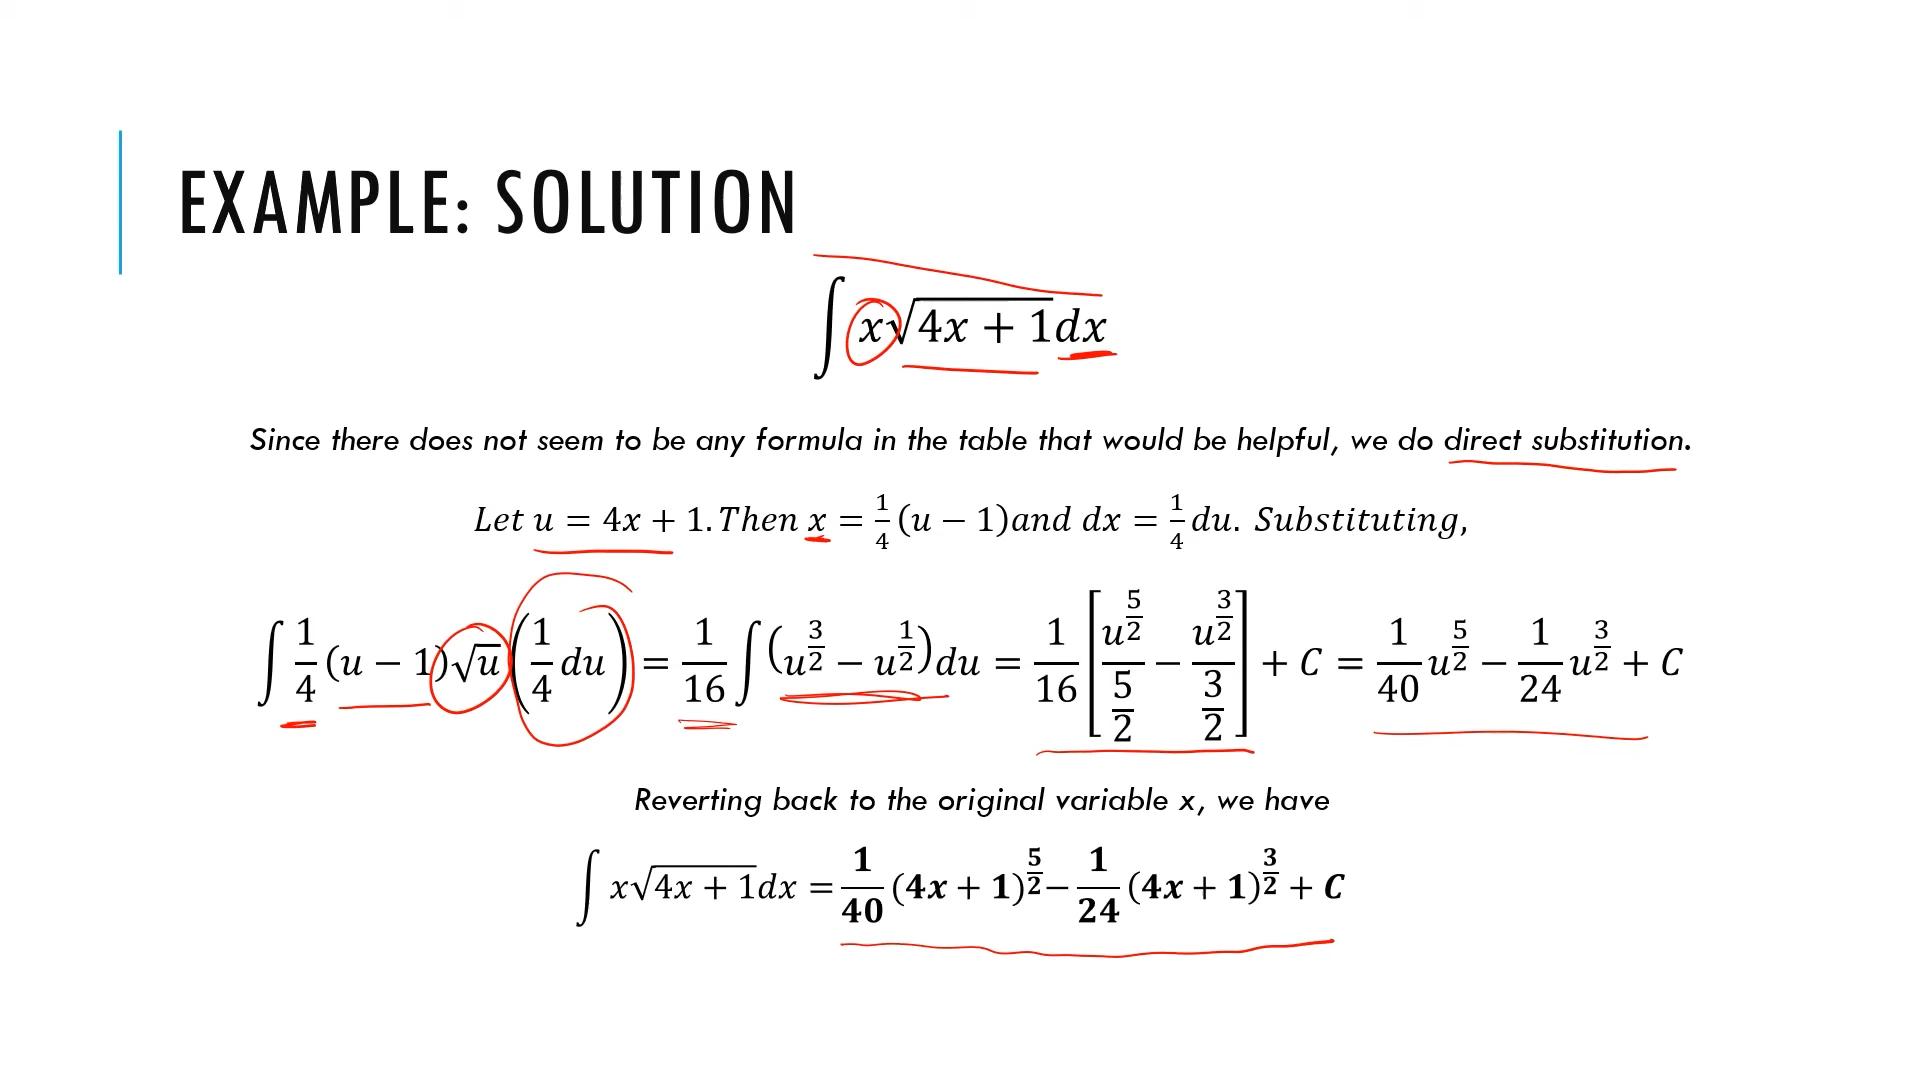 EXAMPLE: SOLUTION
∫ x√(4x + 1)dx
Since there does not seem to be any formula in the table that would be helpful, we do direct substitution.
Let u = 4x + 1. Then x = 1/4 (u − 1)and dx = 1/4 du. Substituting,
∫ 1/4 (u − 1)√u (1/4 du) = 1/16 ∫ (u^(3/2) − u^(1/2)) du = 1/16 [u^(5/2)/(5/2) − u^(3/2)/(3/2)] + C = 1/40 u^(5/2) − 1/24 u^(3/2) + C
Reverting back to the original variable x, we have
∫ x√(4x + 1)dx = 1/40 (4x + 1)^(5/2) − 1/24 (4x + 1)^(3/2) + C